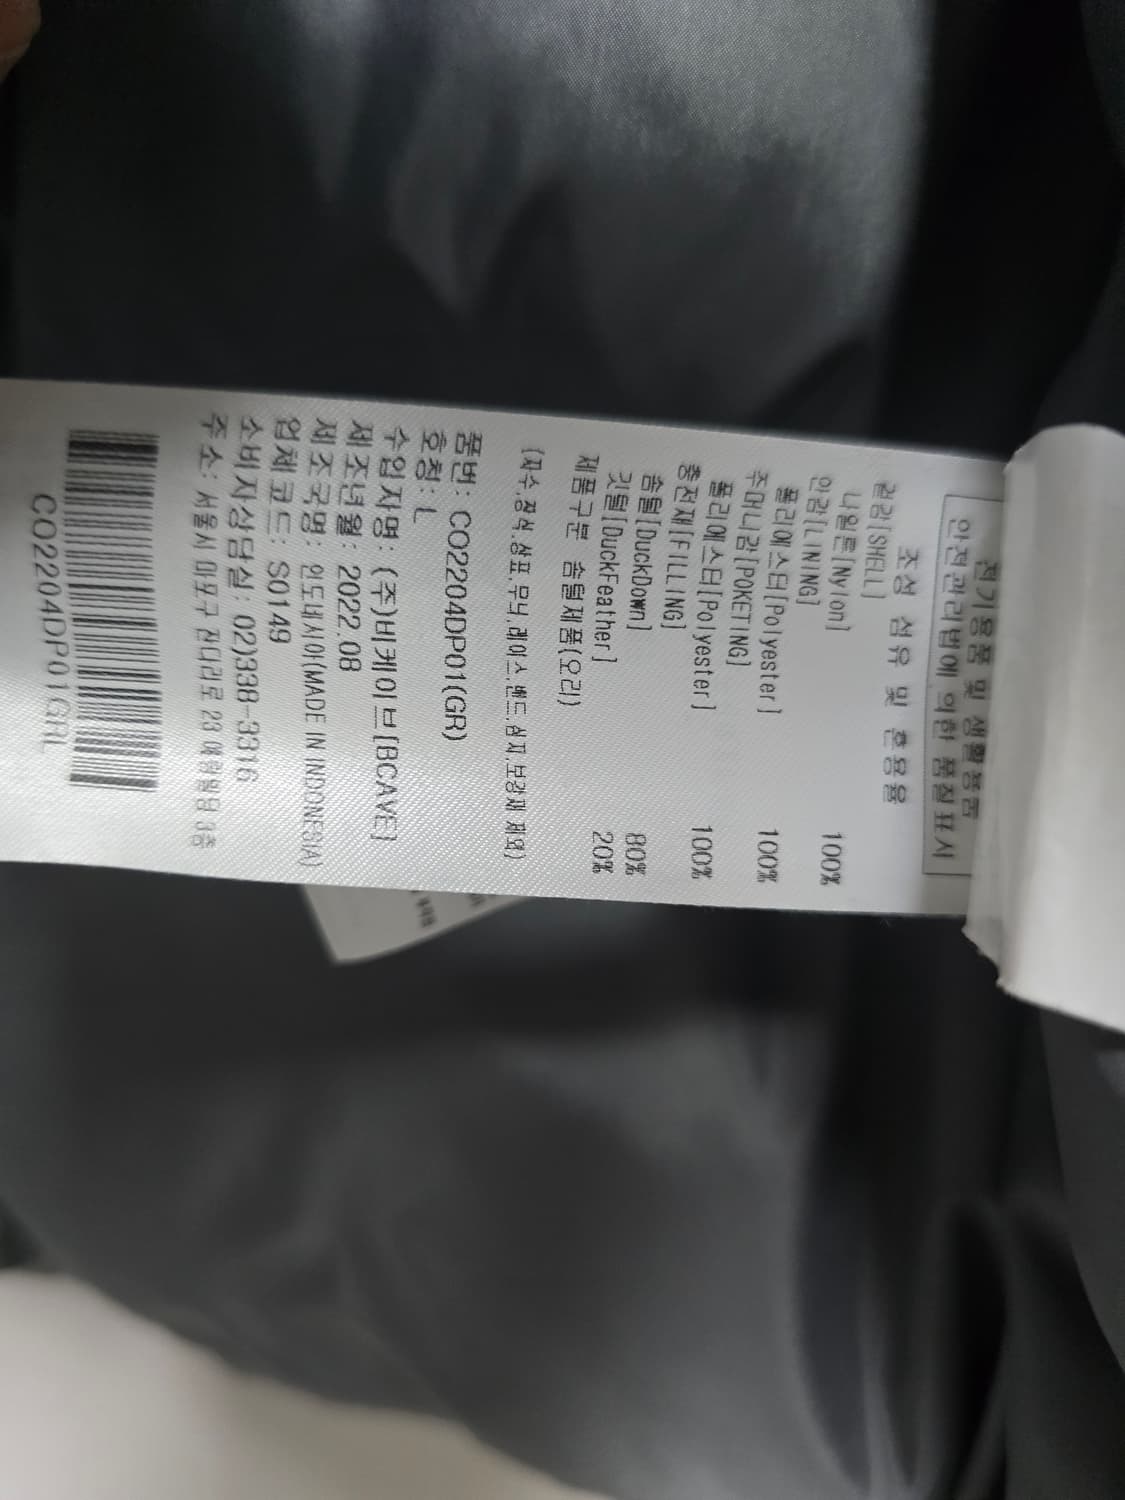 전기용품 및 생활용품
안전관리법에 의한 품질표시
조성 섬유 및 혼용율
겉감[SHELL]
나일론[Nylon] 100%
안감[LINING]
폴리에스터[Polyester] 100%
주머니감[POKETING]
폴리에스터[Polyester] 100%
충전재[FILLING]
솜털[DuckDown] 80%
깃털[DuckFeather] 20%
제품구분 솜털제품(오리)
(자수.장식.상표.무늬.레이스.밴드.심지.보강재 제외)
품번: CO2204DP01(GR)
호칭: L
수입자명: (주)비케이브[BCAVE]
제조년월: 2022.08
제조국명: 인도네시아(MADE IN INDONESIA)
업체코드: S0149
소비자상담실: 02)338-3316
주 소: 서울시 마포구 잔다리로 23 예원빌딩 3층
CO2204DP01GRL